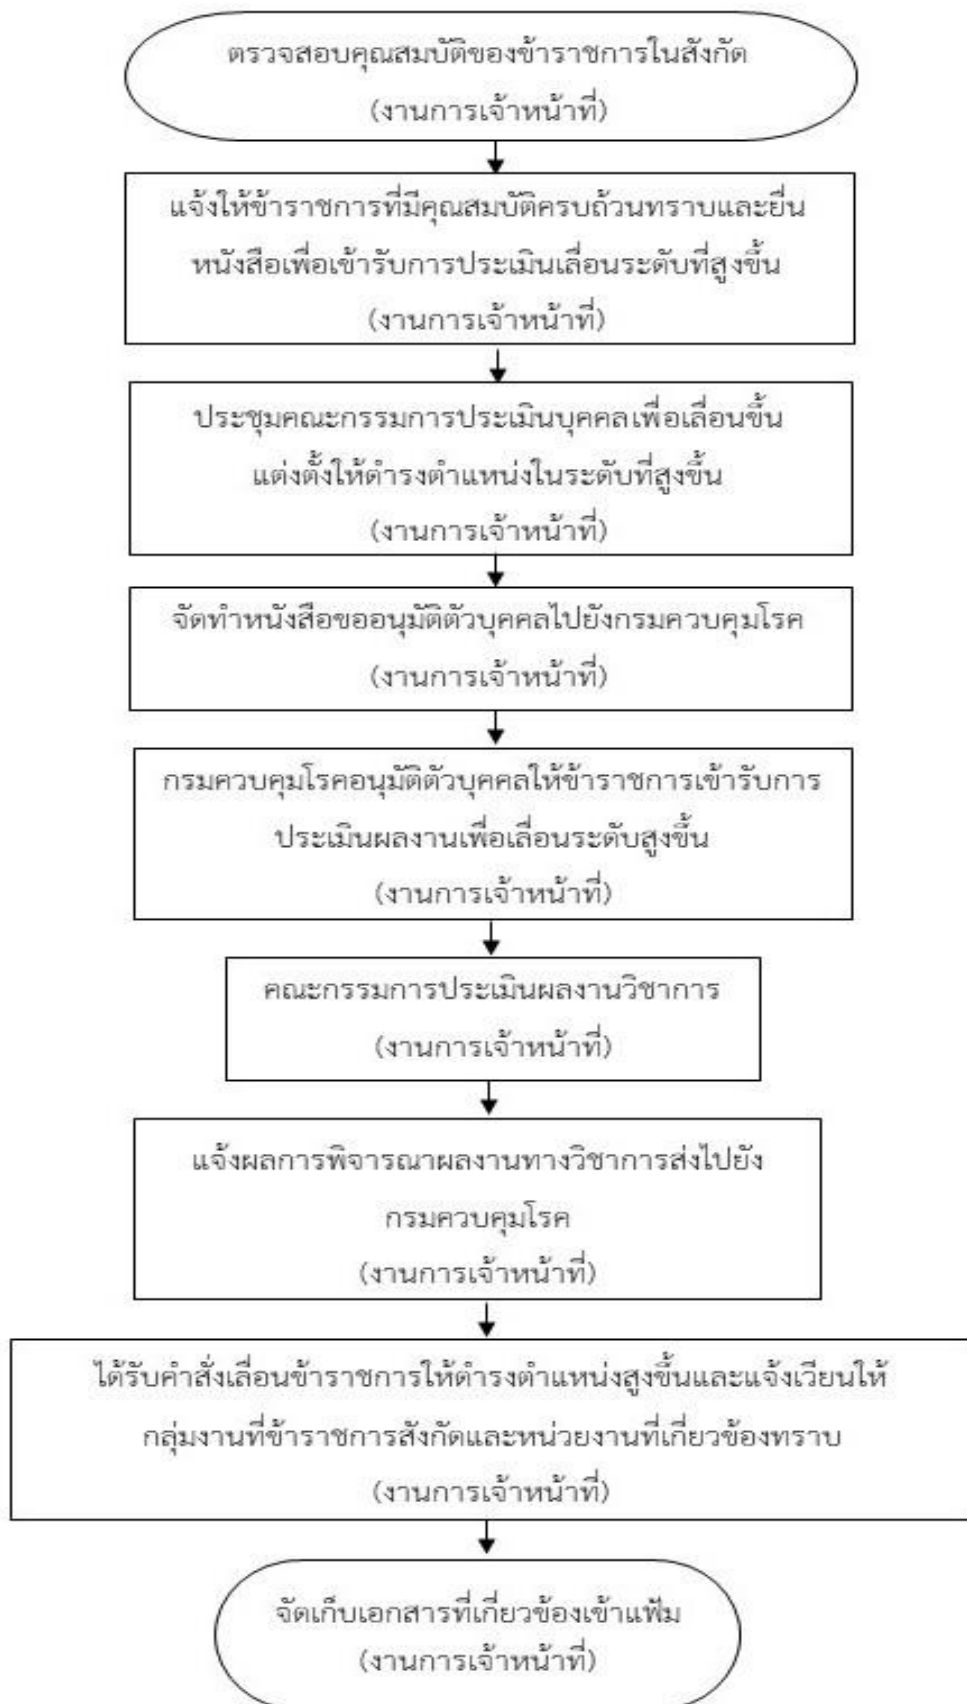 ตรวจสอบคุณสมบัติของข้าราชการในสังกัด
(งานการเจ้าหน้าที่)
แจ้งให้ข้าราชการที่มีคุณสมบัติครบถ้วนทราบและยื่น
หนังสือเพื่อเข้ารับการประเมินเลื่อนระดับที่สูงขึ้น
(งานการเจ้าหน้าที่)
ประชุมคณะกรรมการประเมินบุคคลเพื่อเลื่อนขึ้น
แต่งตั้งให้ดำรงตำแหน่งในระดับที่สูงขึ้น
(งานการเจ้าหน้าที่)
จัดทำหนังสือขออนุมัติตัวบุคคลไปยังกรมควบคุมโรค
(งานการเจ้าหน้าที่)
กรมควบคุมโรคอนุมัติตัวบุคคลให้ข้าราชการเข้ารับการ
ประเมินผลงานเพื่อเลื่อนระดับสูงขึ้น
(งานการเจ้าหน้าที่)
คณะกรรมการประเมินผลงานวิชาการ
(งานการเจ้าหน้าที่)
แจ้งผลการพิจารณาผลงานทางวิชาการส่งไปยัง
กรมควบคุมโรค
(งานการเจ้าหน้าที่)
ได้รับคำสั่งเลื่อนข้าราชการให้ดำรงตำแหน่งสูงขึ้นและแจ้งเวียนให้
กลุ่มงานที่ข้าราชการสังกัดและหน่วยงานที่เกี่ยวข้องทราบ
(งานการเจ้าหน้าที่)
จัดเก็บเอกสารที่เกี่ยวข้องเข้าแฟ้ม
(งานการเจ้าหน้าที่)